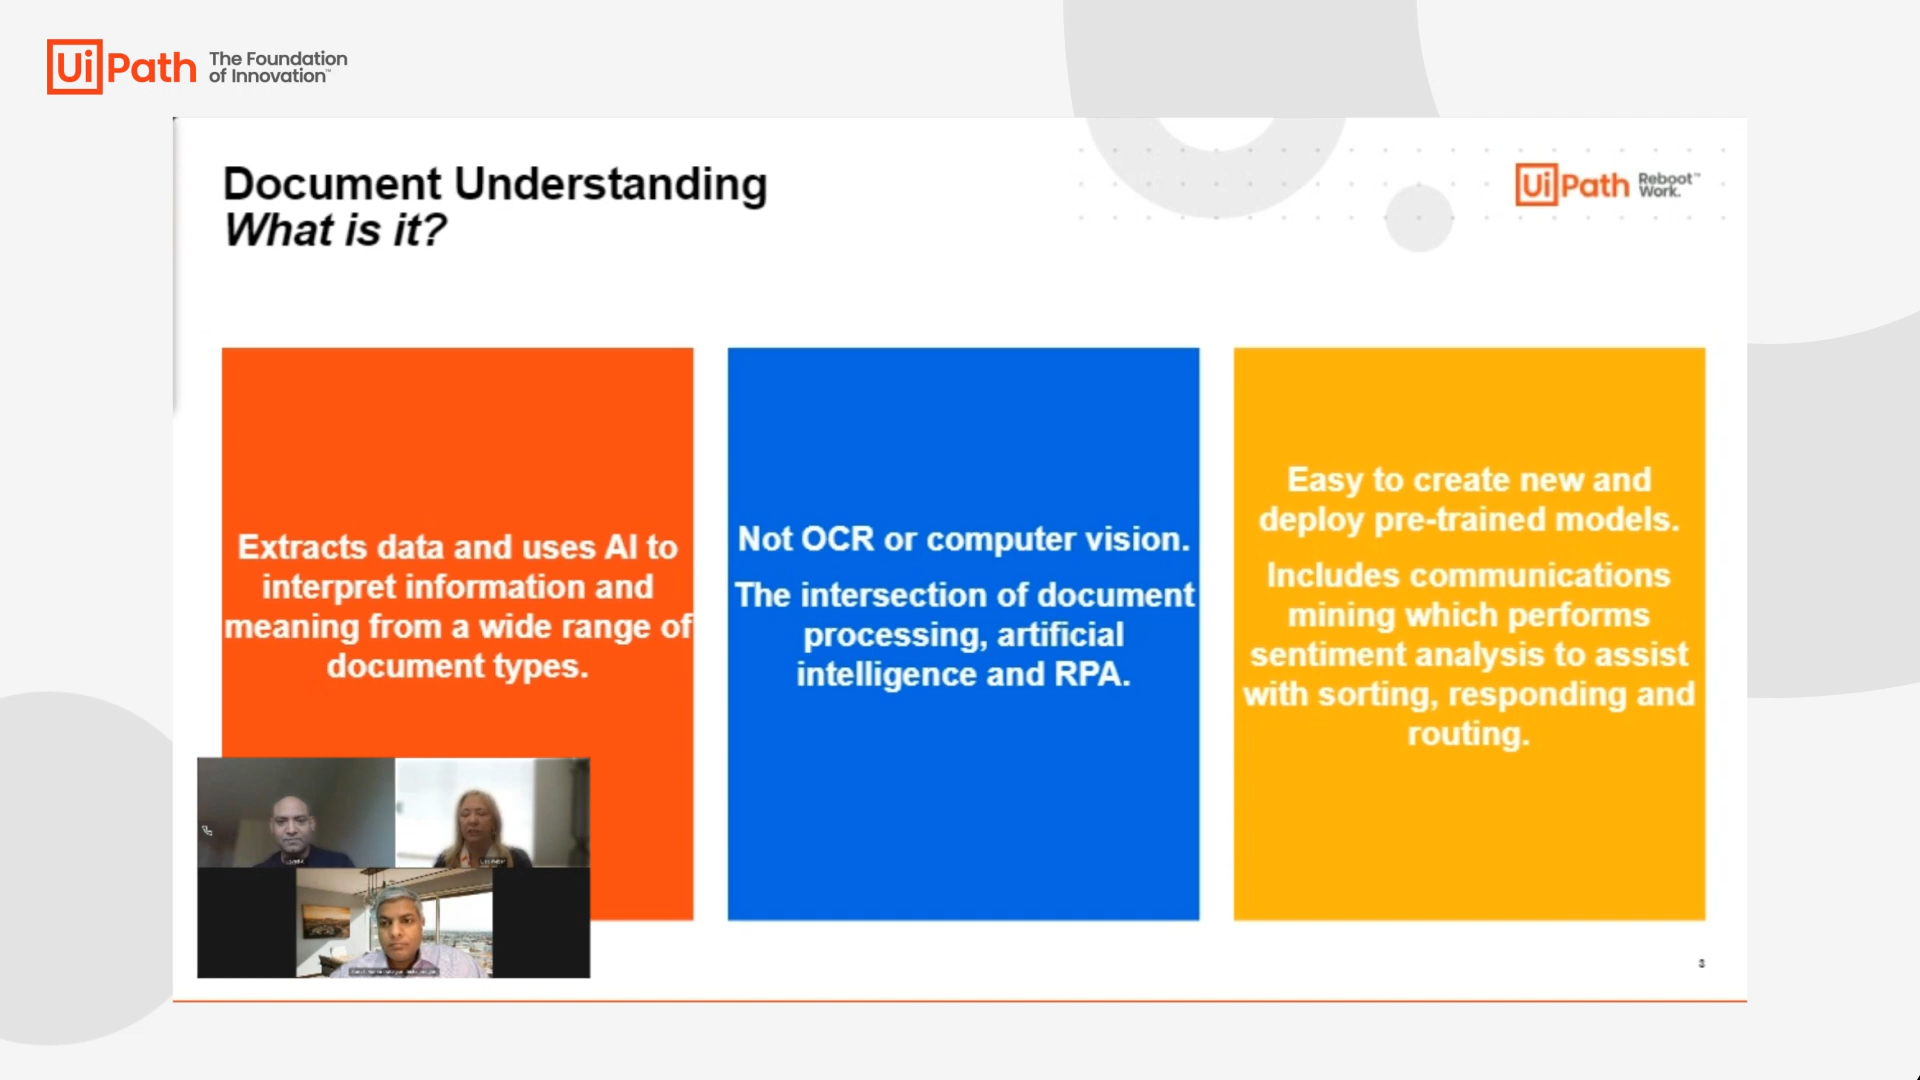 UiPath The Foundation
of Innovation™
Document Understanding
What is it?
UiPath Reboot™
Work.
Extracts data and uses AI to
interpret information and
meaning from a wide range of
document types.
Not OCR or computer vision.
The intersection of document
processing, artificial
intelligence and RPA.
Easy to create new and
deploy pre-trained models.
Includes communications
mining which performs
sentiment analysis to assist
with sorting, responding and
routing.